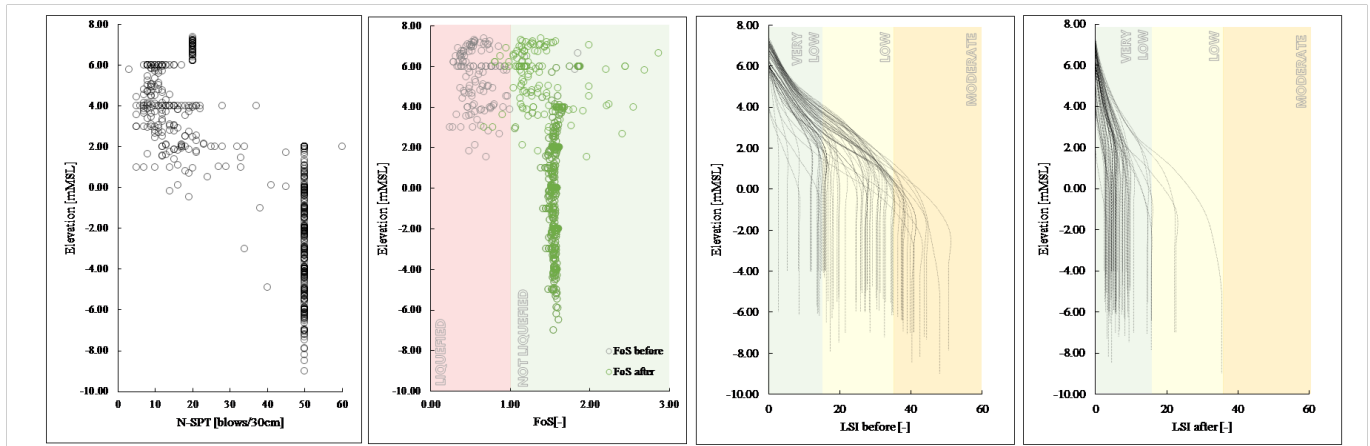 8.00
6.00
4.00
2.00
0.00
-2.00
-4.00
-6.00
-8.00
-10.00
Elevation [mMSL]
0
10
20
30
40
50
60
N-SPT [blows/30cm]
8.00
6.00
4.00
2.00
0.00
-2.00
-4.00
-6.00
-8.00
-10.00
Elevation [mMSL]
LIQUEFIED
NOT LIQUEFIED
FoS before
FoS after
0.00
1.00
2.00
3.00
FoS[-]
8.00
6.00
4.00
2.00
0.00
-2.00
-4.00
-6.00
-8.00
-10.00
Elevation [mMSL]
VERY
LOW
LOW
MODERATE
0
20
40
60
LSI before [-]
8.00
6.00
4.00
2.00
0.00
-2.00
-4.00
-6.00
-8.00
-10.00
Elevation [mMSL]
VERY
LOW
LOW
MODERATE
0
20
40
60
LSI after [-]